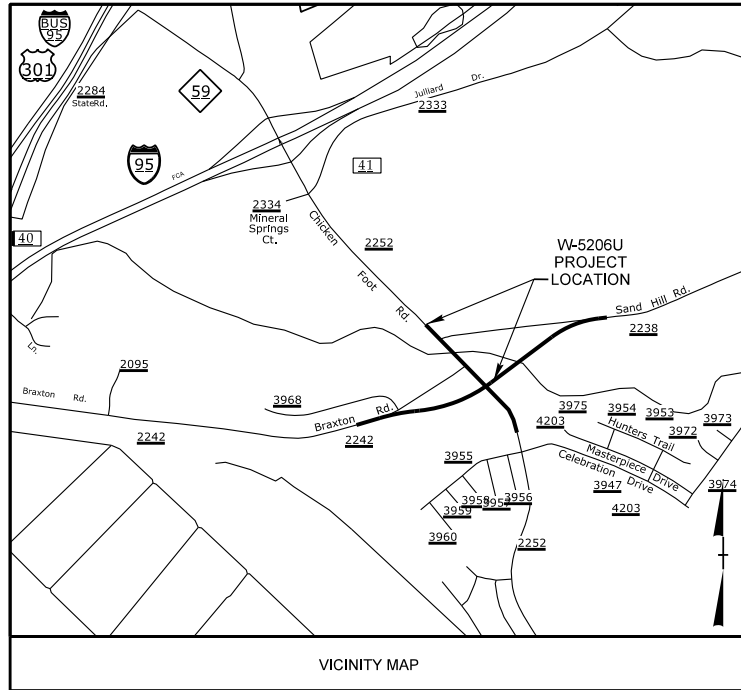 BUS
95
301
2284
StateRd.
59
Julliard Dr.
2333
95
FCA
41
2334
Mineral
Springs
Ct.
Chicken Foot Rd.
2252
40
W-5206U
PROJECT
LOCATION
Sand Hill Rd.
2238
Ln.
2095
Braxton Rd.
3968
Braxton Rd.
2242
2242
3975
3954
3953
3973
4203
Hunters Trail
3972
Masterpiece Drive
Celebration Drive
3955
3947
3974
3958
3957
3956
3959
4203
3960
2252
VICINITY MAP